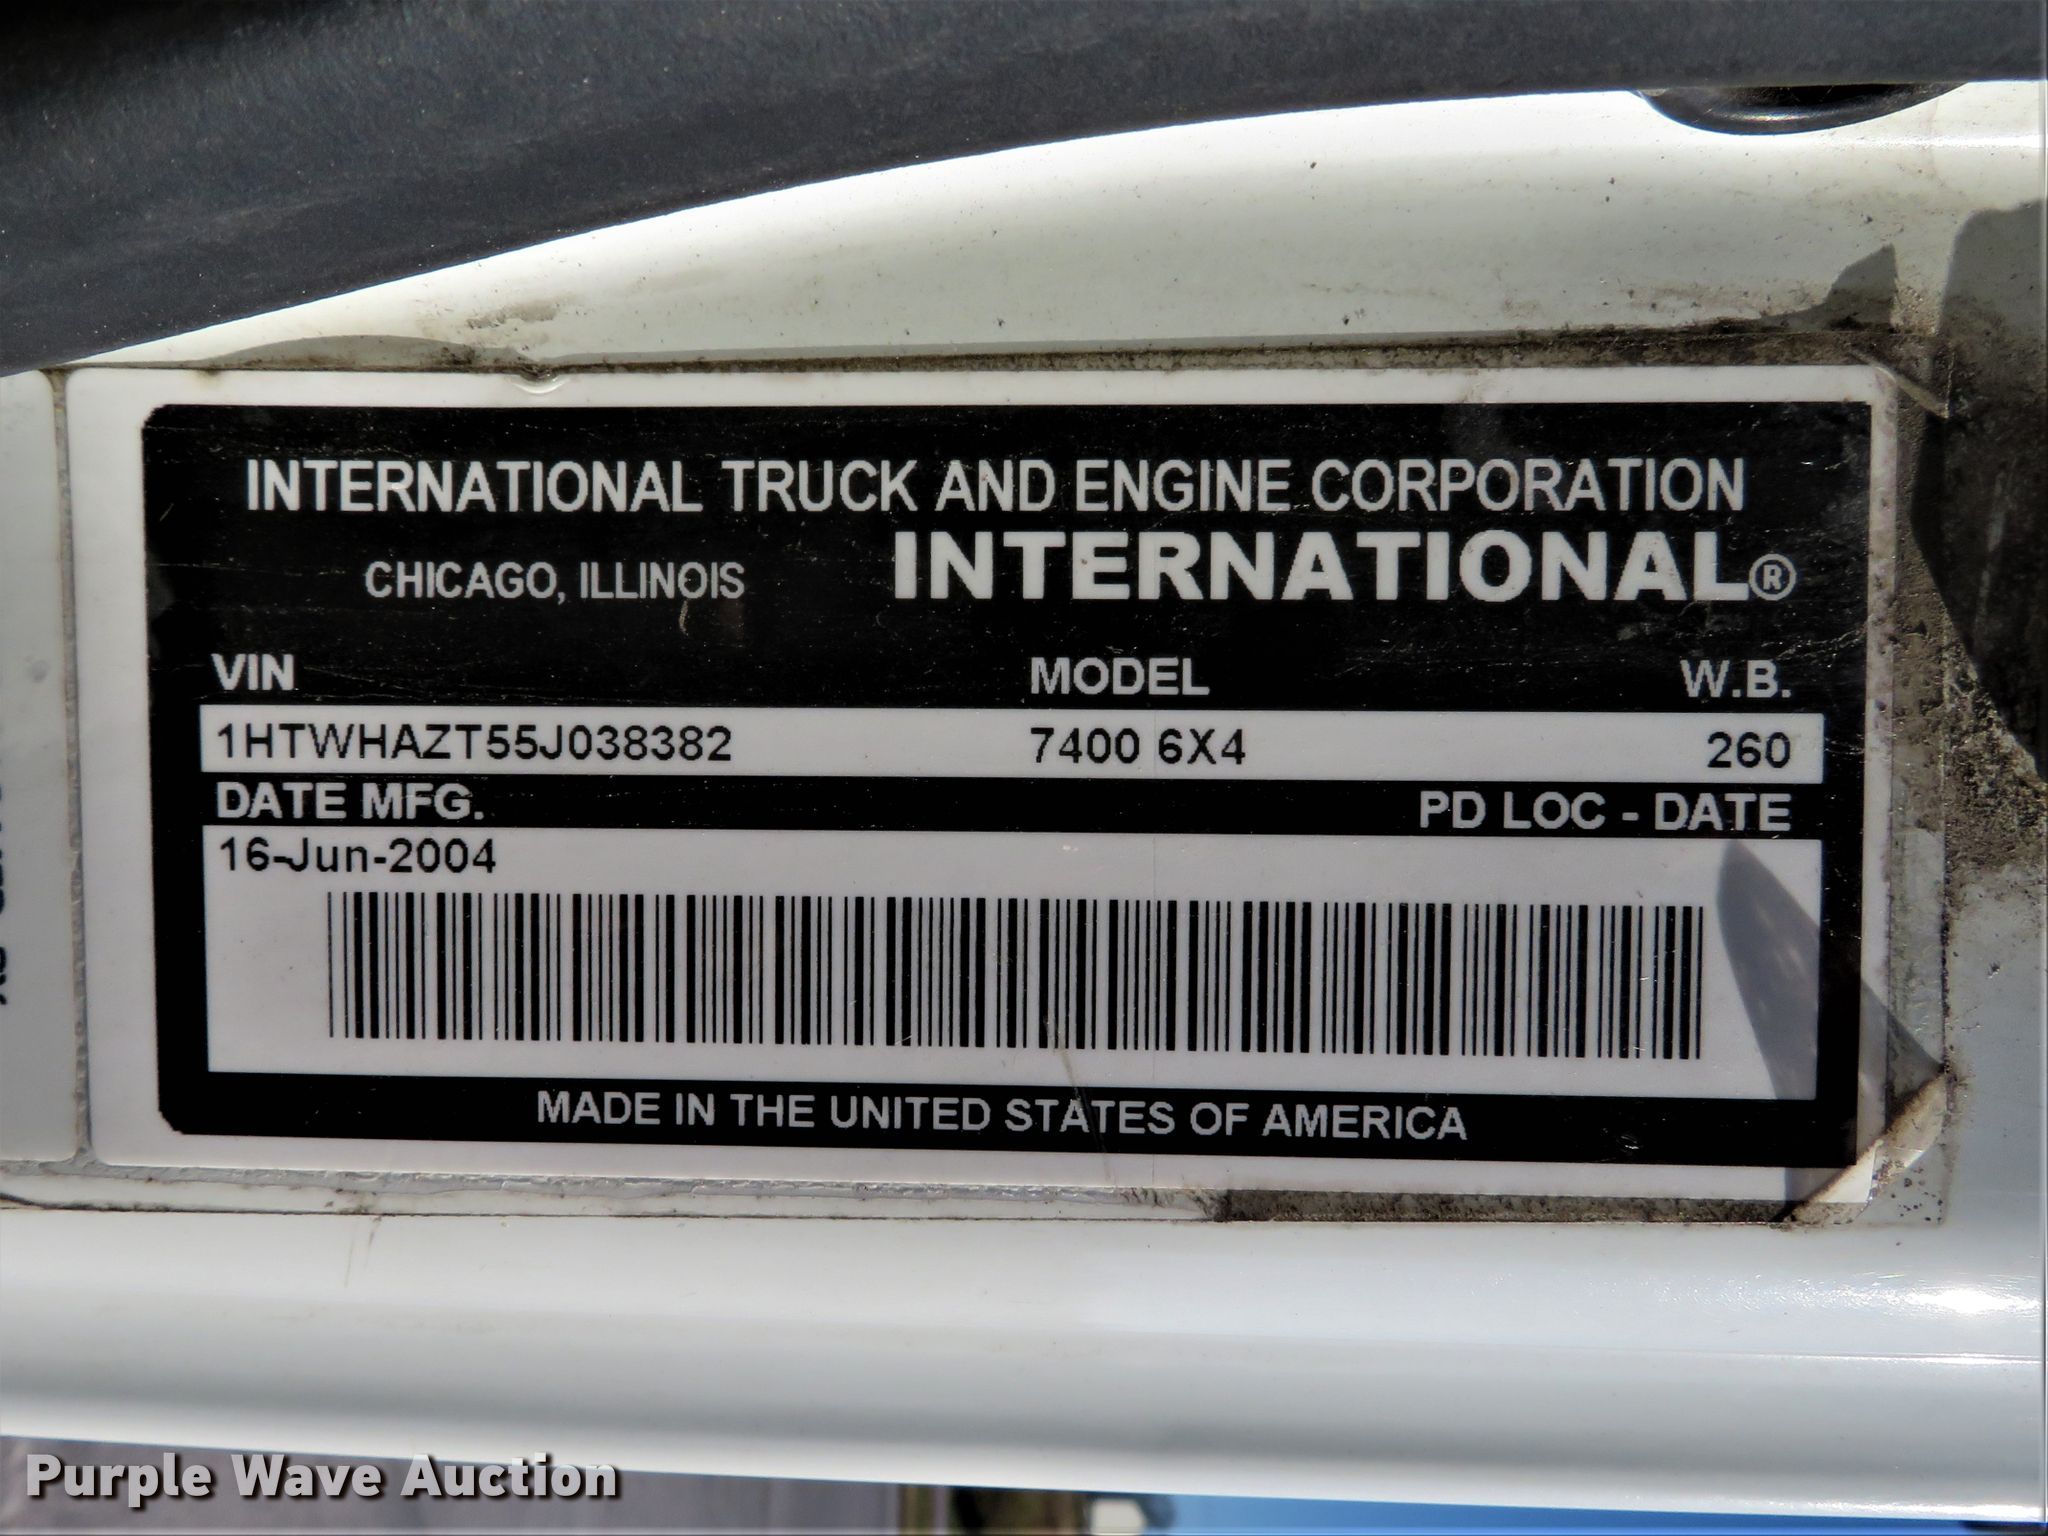 INTERNATIONAL TRUCK AND ENGINE CORPORATION
CHICAGO, ILLINOIS INTERNATIONAL®
VIN MODEL W.B.
1HTWHAZT55J038382 7400 6X4 260
DATE MFG. PD LOC - DATE
16-Jun-2004
MADE IN THE UNITED STATES OF AMERICA
Purple Wave Auction